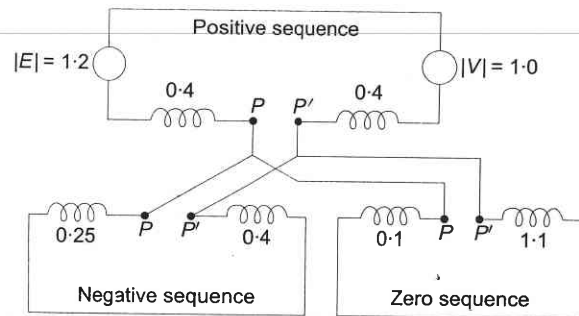 Positive sequence
|E| = 1·2
|V| = 1·0
0·4
P
P'
0·4
0·25
P
P'
0·4
0·1
P
P'
1·1
Negative sequence
Zero sequence